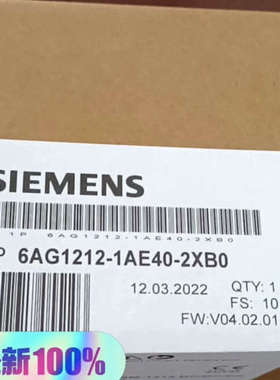 SIEMENS
1P 6AG1212-1AE40-2XB0
P 6AG1212-1AE40-2XB0
12.03.2022 QTY: 1
FS: 10
FW:V04.02.01
全新100%